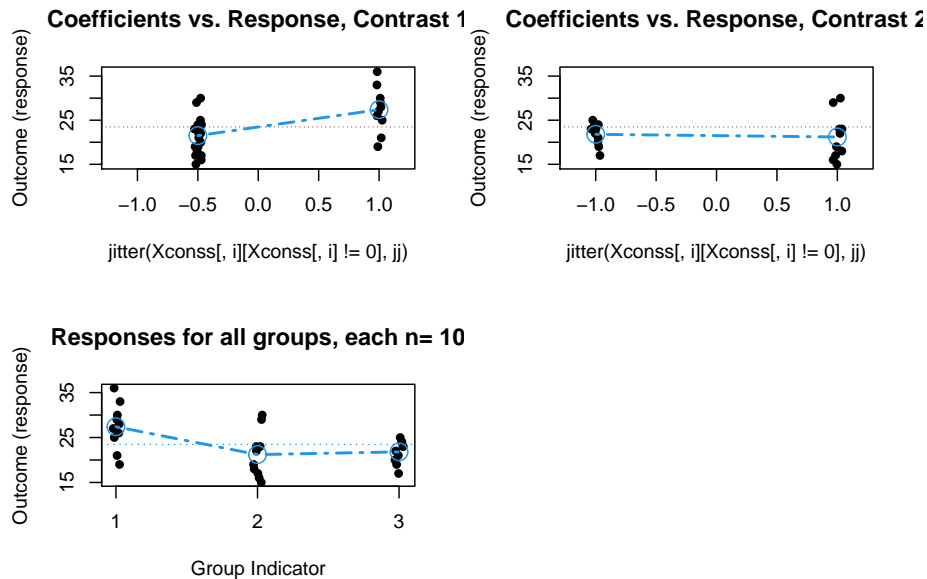 Coefficients vs. Response, Contrast 1
Outcome (response)
35
25
15
−1.0 −0.5 0.0 0.5 1.0
jitter(Xconss[, i][Xconss[, i] != 0], jj)
Coefficients vs. Response, Contrast 2
Outcome (response)
35
25
15
−1.0 −0.5 0.0 0.5 1.0
jitter(Xconss[, i][Xconss[, i] != 0], jj)
Responses for all groups, each n= 10
Outcome (response)
35
25
15
1 2 3
Group Indicator